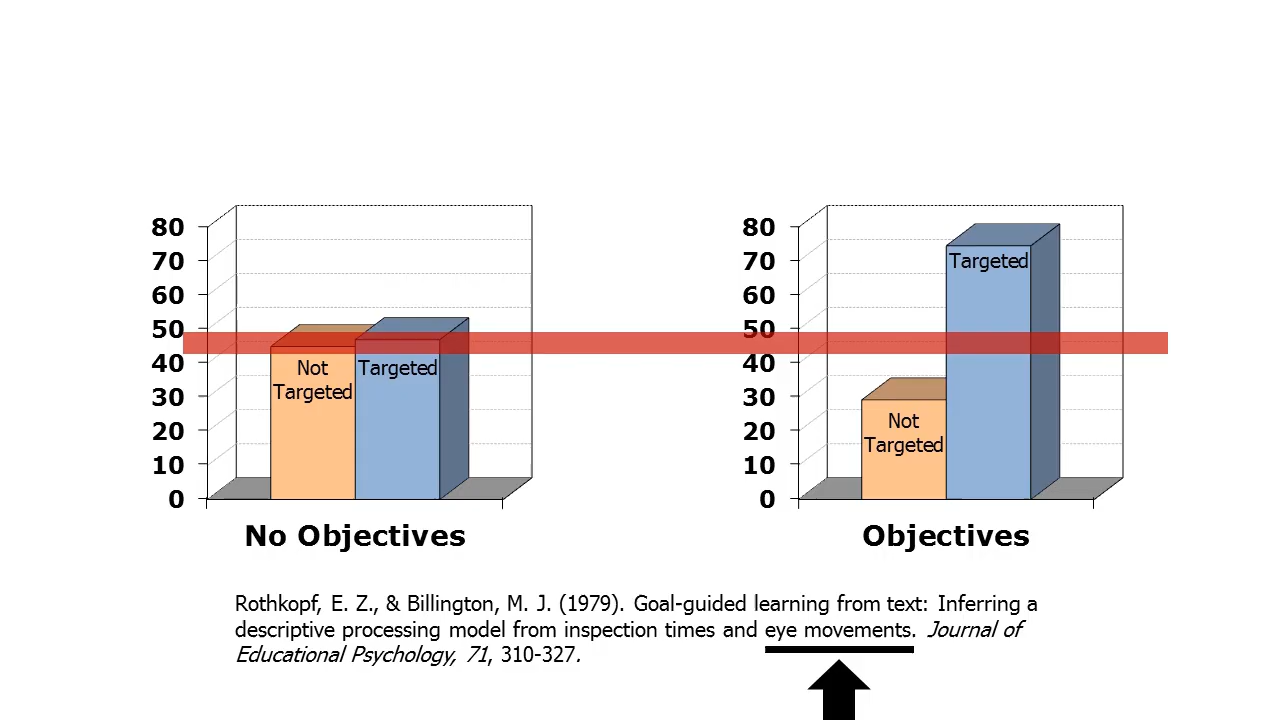 80
70
60
50
40
30
20
10
0
Not
Targeted
Targeted
No Objectives
80
70
60
50
40
30
20
10
0
Not
Targeted
Targeted
Objectives
Rothkopf, E. Z., & Billington, M. J. (1979). Goal-guided learning from text: Inferring a
descriptive processing model from inspection times and eye movements. Journal of
Educational Psychology, 71, 310-327.